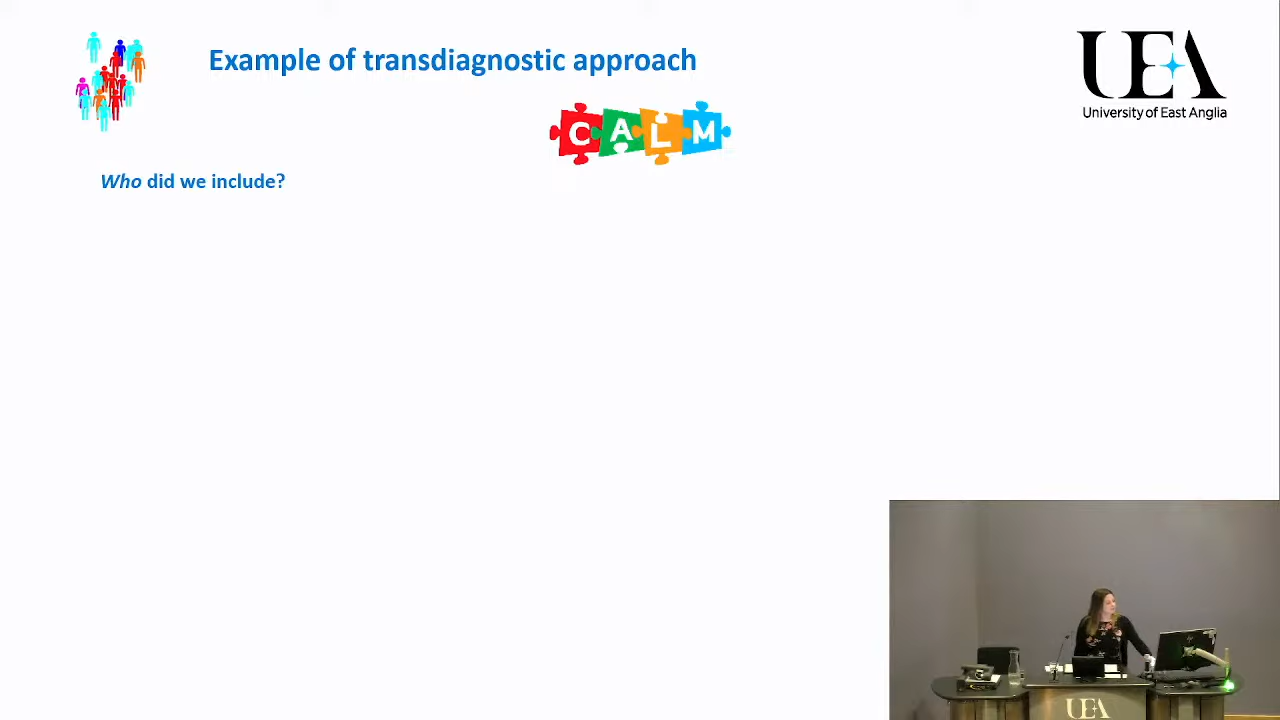 Example of transdiagnostic approach
UEA
University of East Anglia
CALM
Who did we include?
UEA